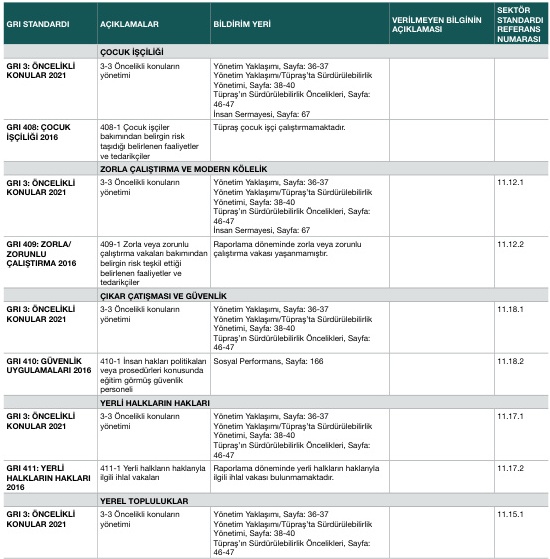 GRI STANDARDI
AÇIKLAMALAR
BİLDİRİM YERİ
VERİLMEYEN BİLGİNİN
AÇIKLAMASI
SEKTÖR
STANDARDI
REFERANS
NUMARASI
ÇOCUK İŞÇİLİĞİ
GRI 3: ÖNCELİKLİ
KONULAR 2021
3-3 Öncelikli konuların
yönetimi
Yönetim Yaklaşımı, Sayfa: 36-37
Yönetim Yaklaşımı/Tüpraş'ta Sürdürülebilirlik
Yönetimi, Sayfa: 38-40
Tüpraş'ın Sürdürülebilirlik Öncelikleri, Sayfa:
46-47
İnsan Sermayesi, Sayfa: 67
GRI 408: ÇOCUK
İŞÇİLİĞİ 2016
408-1 Çocuk işçiler
bakımından belirgin risk
taşıdığı belirlenen faaliyetler
ve tedarikçiler
Tüpraş çocuk işçi çalıştırmamaktadır.
ZORLA ÇALIŞTIRMA VE MODERN KÖLELİK
GRI 3: ÖNCELİKLİ
KONULAR 2021
3-3 Öncelikli konuların
yönetimi
Yönetim Yaklaşımı, Sayfa: 36-37
Yönetim Yaklaşımı/Tüpraş'ta Sürdürülebilirlik
Yönetimi, Sayfa: 38-40
Tüpraş'ın Sürdürülebilirlik Öncelikleri, Sayfa:
46-47
İnsan Sermayesi, Sayfa: 67
11.12.1
GRI 409: ZORLA/
ZORUNLU
ÇALIŞTIRMA 2016
409-1 Zorla veya zorunlu
çalıştırma vakaları bakımından
belirgin risk teşkil ettiği
belirlenen faaliyetler ve
tedarikçiler
Raporlama döneminde zorla veya zorunlu
çalıştırma vakası yaşanmamıştır.
11.12.2
ÇIKAR ÇATIŞMASI VE GÜVENLİK
GRI 3: ÖNCELİKLİ
KONULAR 2021
3-3 Öncelikli konuların
yönetimi
Yönetim Yaklaşımı, Sayfa: 36-37
Yönetim Yaklaşımı/Tüpraş'ta Sürdürülebilirlik
Yönetimi, Sayfa: 38-40
Tüpraş'ın Sürdürülebilirlik Öncelikleri, Sayfa:
46-47
11.18.1
GRI 410: GÜVENLİK
UYGULAMALARI 2016
410-1 İnsan hakları politikaları
veya prosedürleri konusunda
eğitim görmüş güvenlik
personeli
Sosyal Performans, Sayfa: 166
11.18.2
YERLİ HALKLARIN HAKLARI
GRI 3: ÖNCELİKLİ
KONULAR 2021
3-3 Öncelikli konuların
yönetimi
Yönetim Yaklaşımı, Sayfa: 36-37
Yönetim Yaklaşımı/Tüpraş'ta Sürdürülebilirlik
Yönetimi, Sayfa: 38-40
Tüpraş'ın Sürdürülebilirlik Öncelikleri, Sayfa:
46-47
11.17.1
GRI 411: YERLİ
HALKLARIN HAKLARI
2016
411-1 Yerli halkların haklarıyla
ilgili ihlal vakaları
Raporlama döneminde yerli halkların haklarıyla
ilgili ihlal vakası bulunmamaktadır.
11.17.2
YEREL TOPLULUKLAR
GRI 3: ÖNCELİKLİ
KONULAR 2021
3-3 Öncelikli konuların
yönetimi
Yönetim Yaklaşımı, Sayfa: 36-37
Yönetim Yaklaşımı/Tüpraş'ta Sürdürülebilirlik
Yönetimi, Sayfa: 38-40
Tüpraş'ın Sürdürülebilirlik Öncelikleri, Sayfa:
46-47
11.15.1